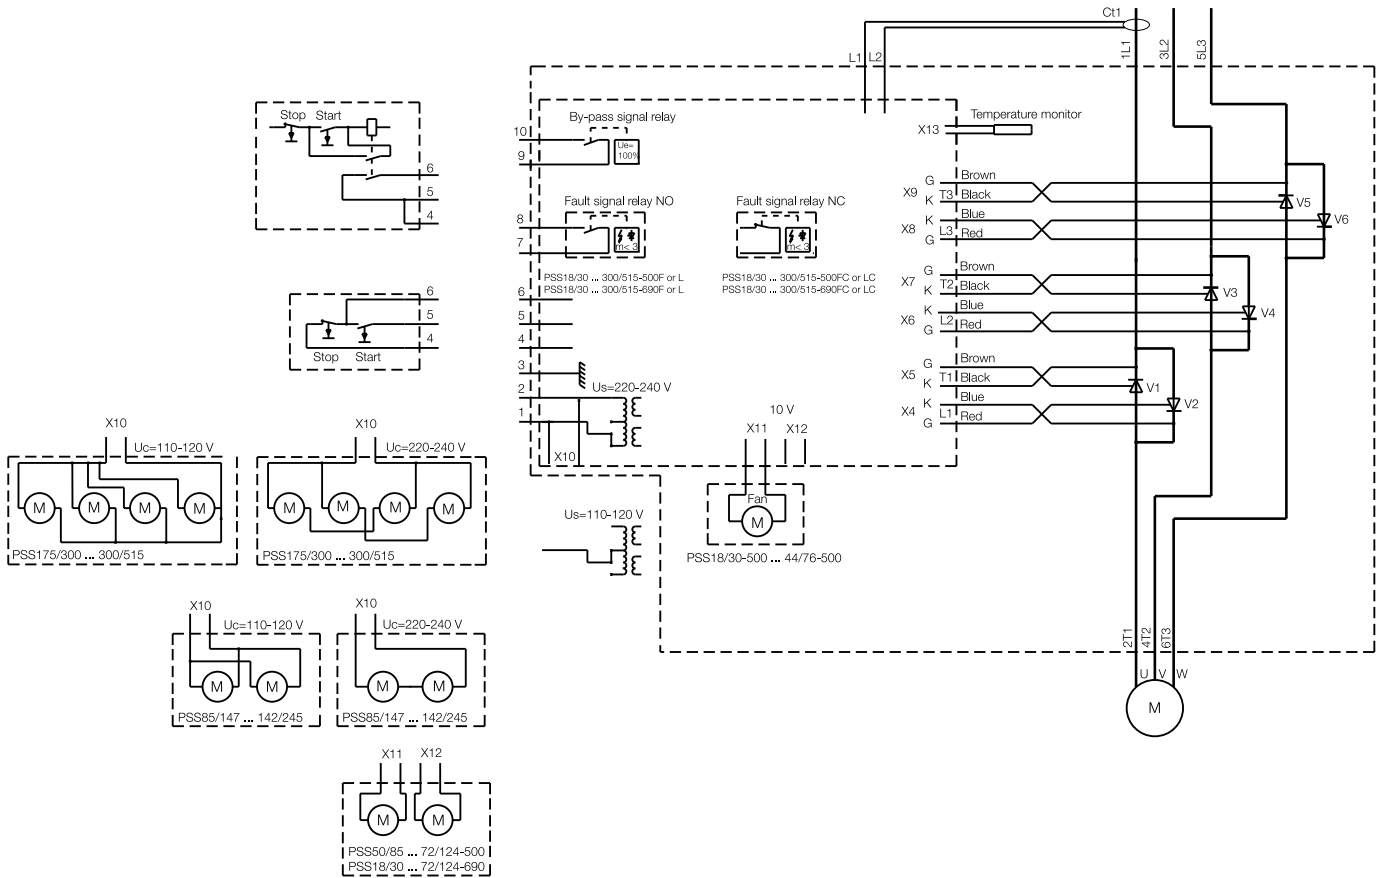 Ct1
L1 L2
1L1
3L2
5L3
Stop Start
6
5
4
By-pass signal relay
10
9
Ue=
100%
Temperature monitor
X13
Fault signal relay NO
8
7
m< 3
PSS18/30 ... 300/515-500F or L
PSS18/30 ... 300/515-690F or L
Fault signal relay NC
m< 3
PSS18/30 ... 300/515-500FC or LC
PSS18/30 ... 300/515-690FC or LC
X9
G Brown
K T3 Black
X8
K Blue
G L3 Red
V5
V6
X7
G Brown
K T2 Black
X6
K Blue
G L2 Red
V3
V4
X5
G Brown
K T1 Black
X4
K Blue
G L1 Red
V1
V2
6
5
4
Stop Start
6
5
4
3
2
1
Us=220-240 V
X10
10 V
X11 X12
Fan
M
PSS18/30-500 ... 44/76-500
Us=110-120 V
X10
Uc=110-120 V
M M M M
PSS175/300 ... 300/515
X10
Uc=220-240 V
M M M M
PSS175/300 ... 300/515
X10
Uc=110-120 V
M M
PSS85/147 ... 142/245
X10
Uc=220-240 V
M M
PSS85/147 ... 142/245
2T1
4T2
6T3
U V W
M
X11 X12
M M
PSS50/85 ... 72/124-500
PSS18/30 ... 72/124-690